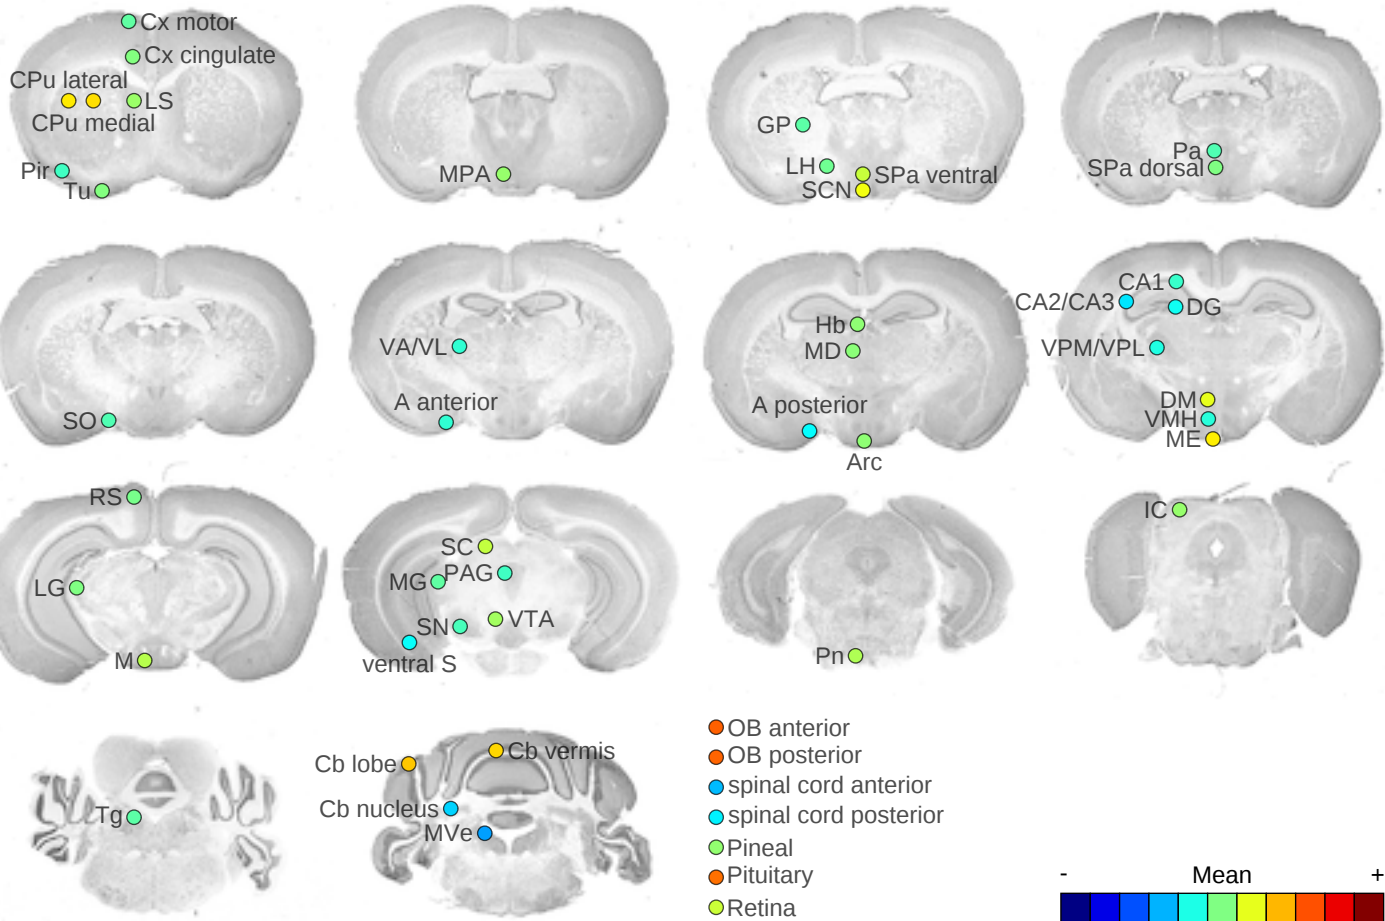 Cx motor
Cx cingulate
CPu lateral
LS
CPu medial
Pir
Tu
MPA
GP
LH
SPa ventral
SCN
Pa
SPa dorsal
SO
VA/VL
A anterior
Hb
MD
A posterior
Arc
CA1
CA2/CA3
DG
VPM/VPL
DM
VMH
ME
RS
LG
M
SC
MG
PAG
SN
VTA
ventral S
Pn
IC
Tg
Cb lobe
Cb vermis
Cb nucleus
MVe
OB anterior
OB posterior
spinal cord anterior
spinal cord posterior
Pineal
Pituitary
Retina
- Mean +